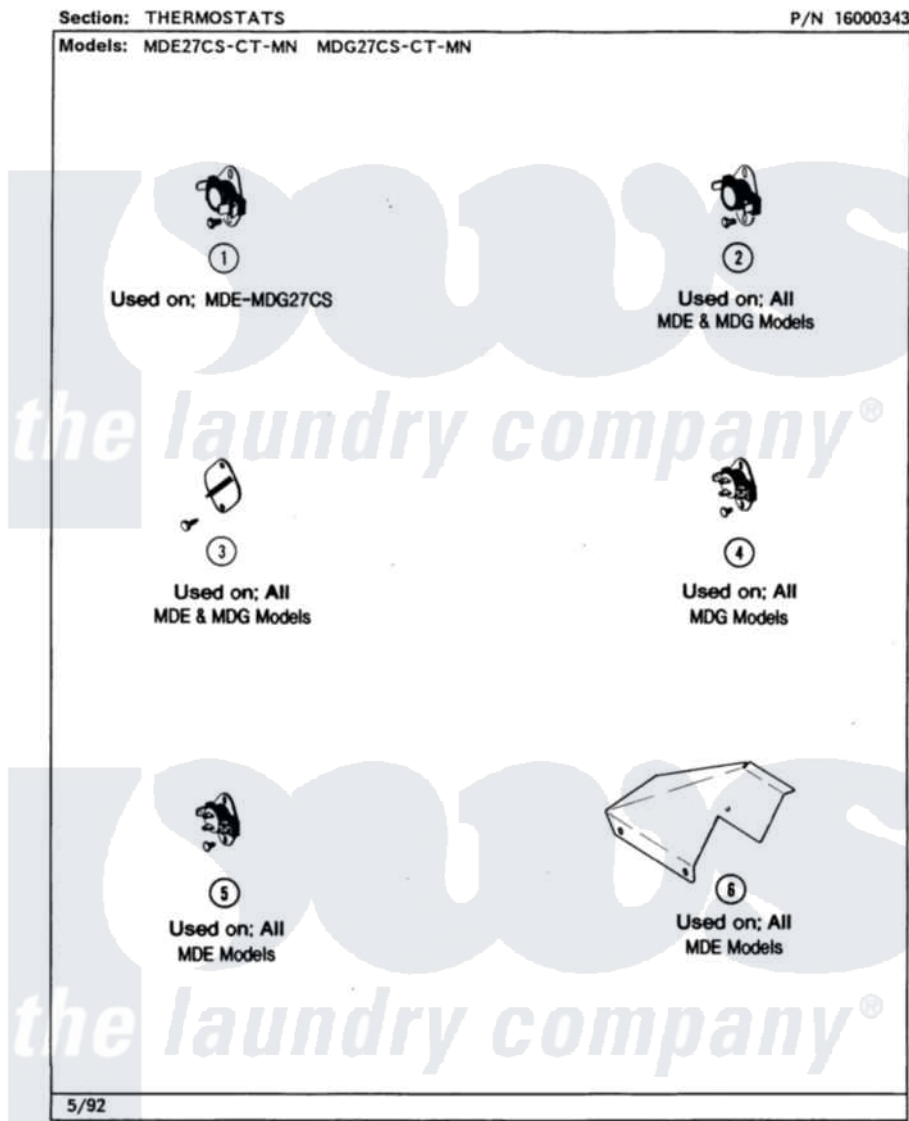 Section: THERMOSTATS P/N 16000343
Models: MDE27CS-CT-MN MDG27CS-CT-MN
1
Used on; MDE-MDG27CS
2
Used on; All
MDE & MDG Models
the laundry company®
3
Used on; All
MDE & MDG Models
4
Used on; All
MDG Models
5
Used on; All
MDE Models
6
Used on; All
MDE Models
the laundry company®
5/92